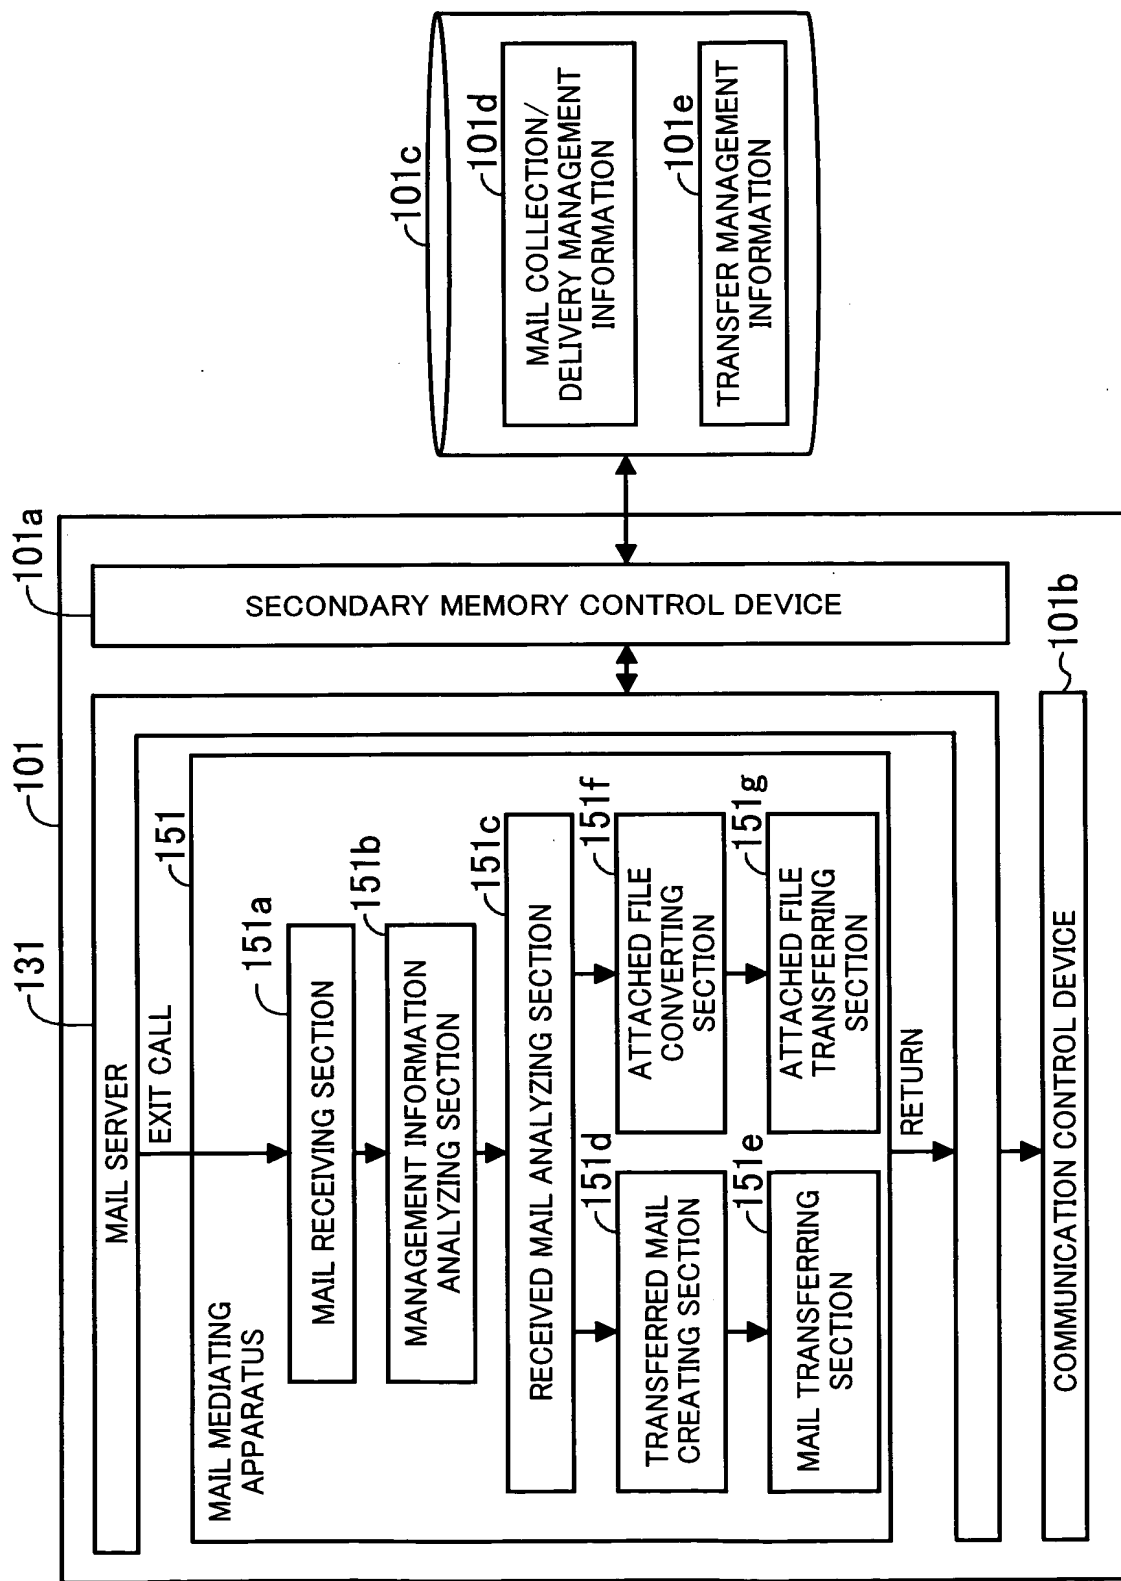 101
131
101a
MAIL SERVER
EXIT CALL
MAIL MEDIATING
APPARATUS
151
151a
MAIL RECEIVING SECTION
151b
MANAGEMENT INFORMATION
ANALYZING SECTION
151c
RECEIVED MAIL ANALYZING SECTION
151d
TRANSFERRED MAIL
CREATING SECTION
151f
ATTACHED FILE
CONVERTING
SECTION
151e
MAIL TRANSFERRING
SECTION
151g
ATTACHED FILE
TRANSFERRING
SECTION
RETURN
101b
COMMUNICATION CONTROL DEVICE
SECONDARY MEMORY CONTROL DEVICE
101c
101d
MAIL COLLECTION/
DELIVERY MANAGEMENT
INFORMATION
101e
TRANSFER MANAGEMENT
INFORMATION